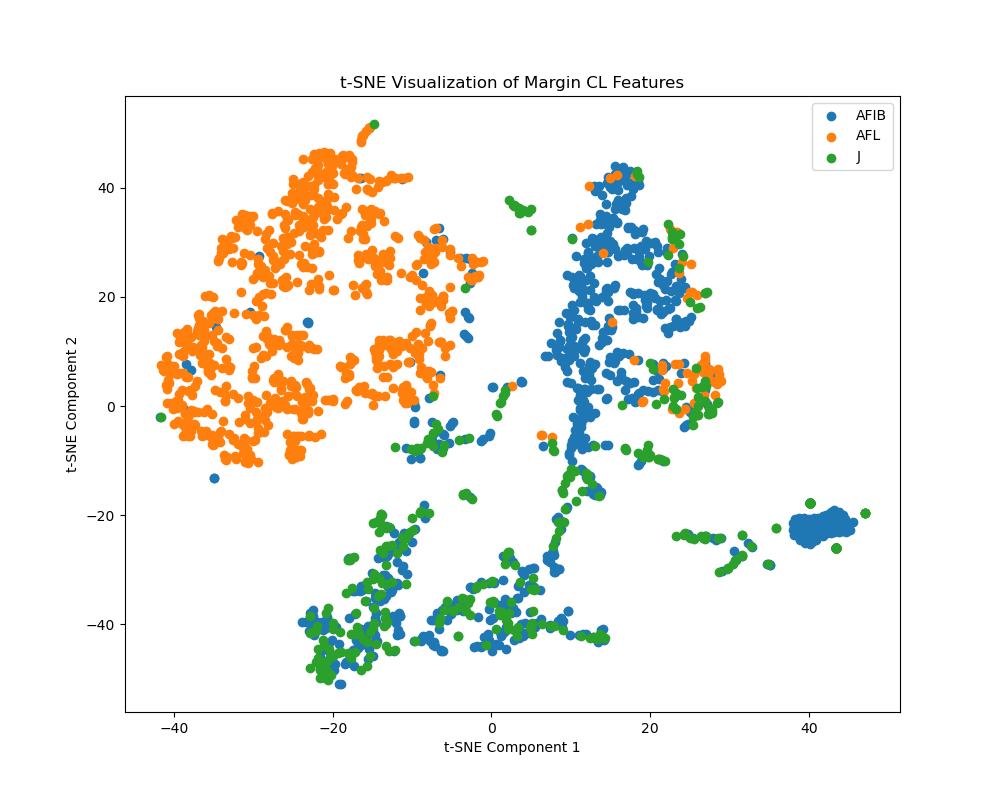 t-SNE Visualization of Margin CL Features
AFIB
AFL
J
40
20
0
−20
−40
t-SNE Component 2
−40
−20
0
20
40
t-SNE Component 1